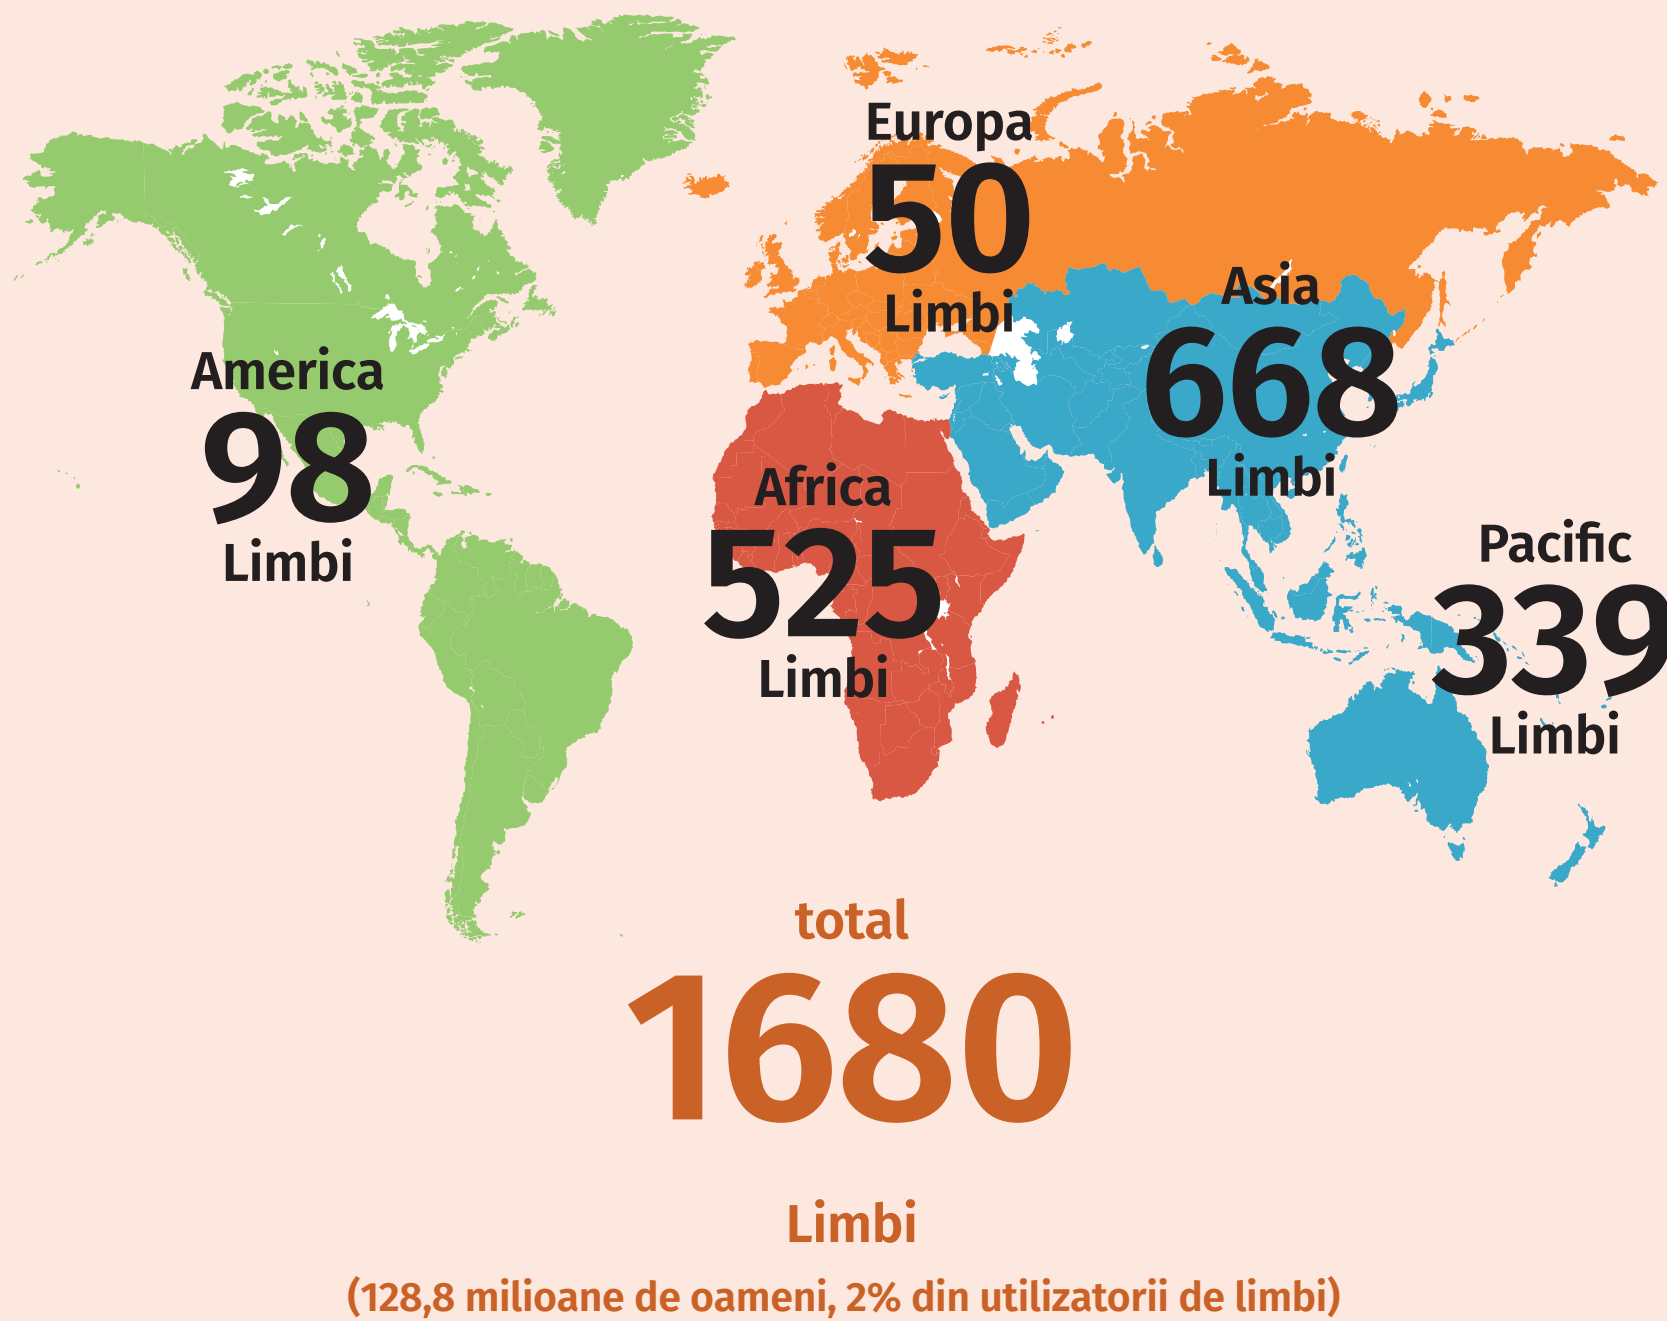 Europa
50
Limbi
Asia
668
Limbi
America
98
Limbi
Africa
525
Limbi
Pacific
339
Limbi
total
1680
Limbi
(128,8 milioane de oameni, 2% din utilizatorii de limbi)